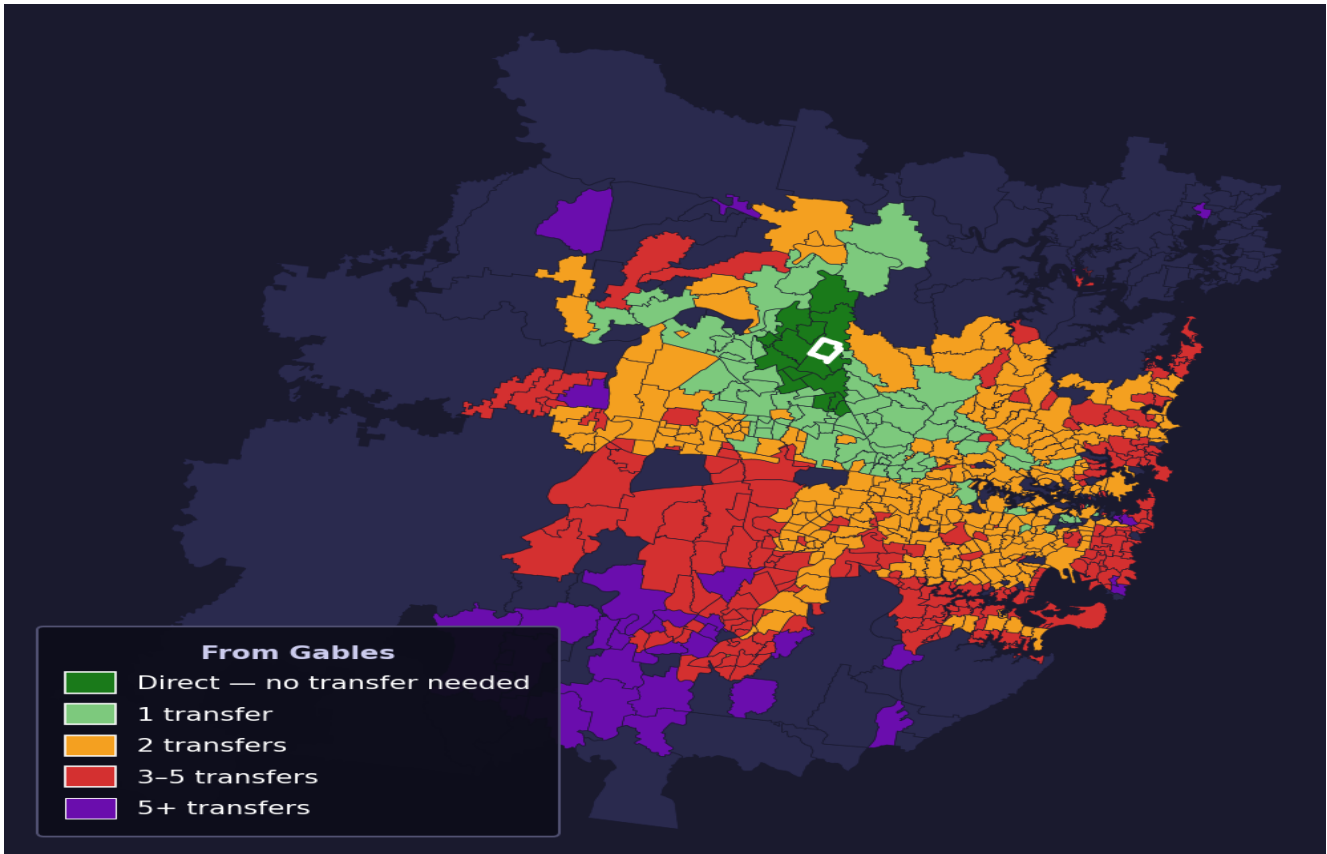 From Gables
Direct — no transfer needed
1 transfer
2 transfers
3–5 transfers
5+ transfers